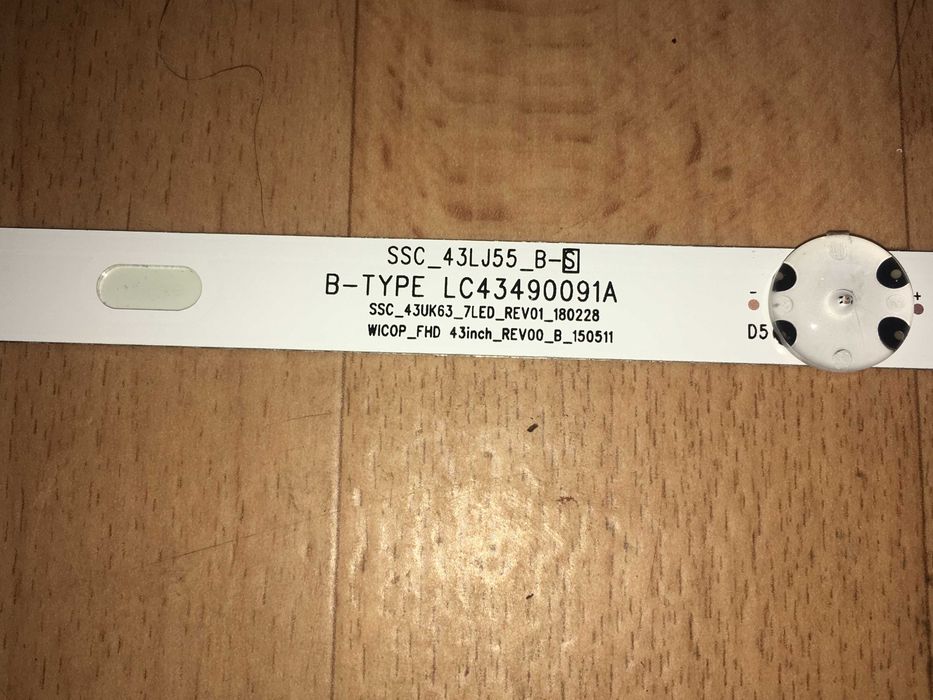 SSC_43LJ55_B-S
B-TYPE LC43490091A
SSC_43UK63_7LED_REV01_180228
WICOP_FHD 43inch_REV00_B_150511
- +
D5